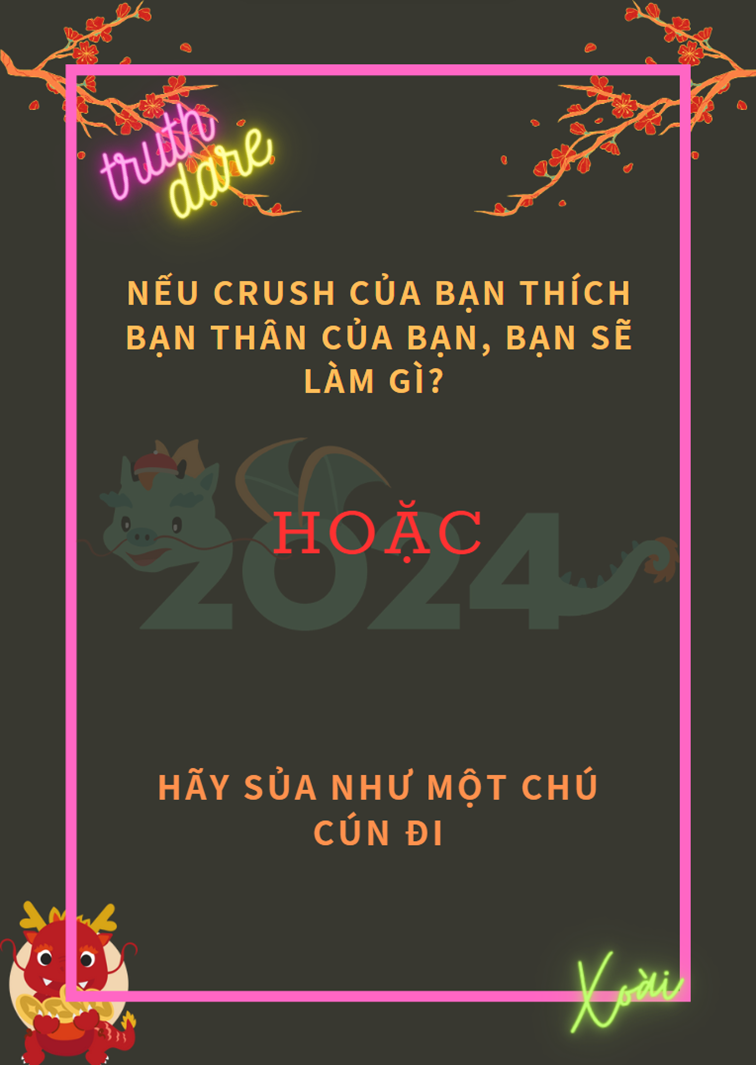 truth
dare
NẾU CRUSH CỦA BẠN THÍCH
BẠN THÂN CỦA BẠN, BẠN SẼ
LÀM GÌ?
HOẶC
2024
HÃY SỦA NHƯ MỘT CHÚ
CÚN ĐI
Xoài